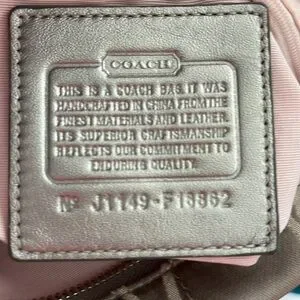 COACH
THIS IS A COACH BAG. IT WAS
HANDCRAFTED IN CHINA FROM THE
FINEST MATERIALS AND LEATHER.
ITS SUPERIOR CRAFTSMANSHIP
REFLECTS OUR COMMITMENT TO
ENDURING QUALITY.
Nº J1149-F18862